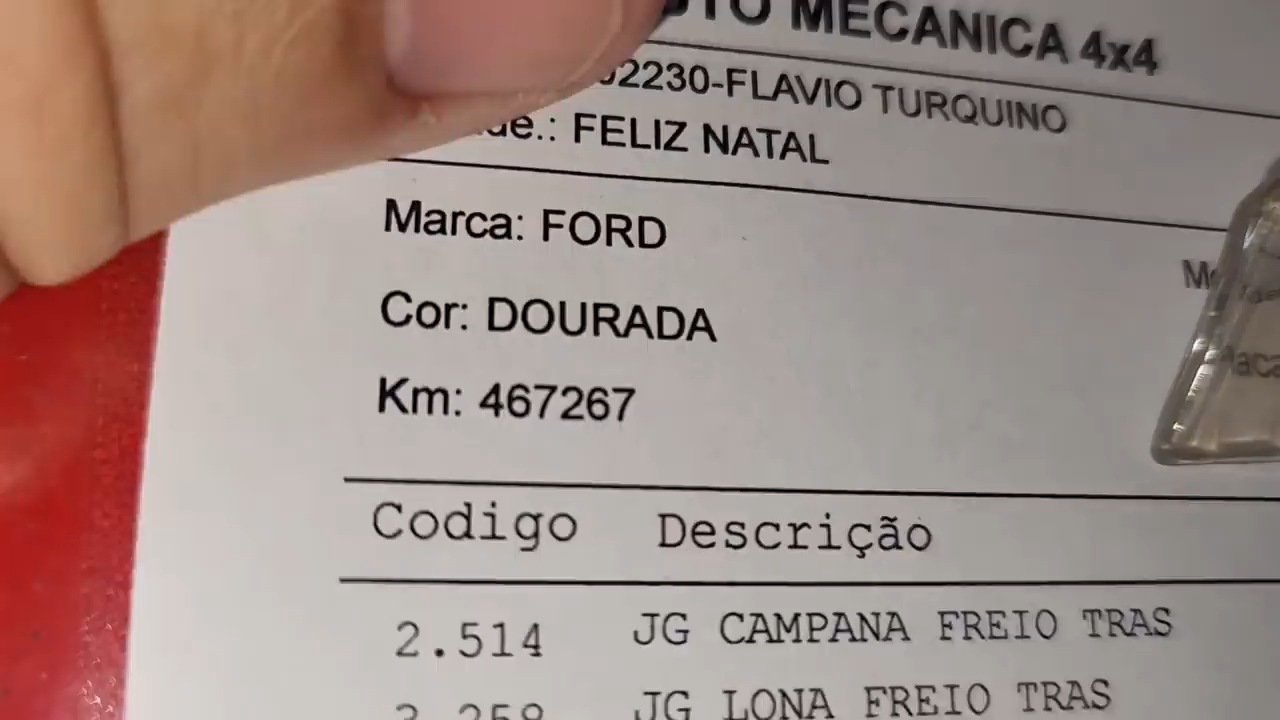 MECANICA 4x4
2230-FLAVIO TURQUINO
FELIZ NATAL
Marca: FORD
Cor: DOURADA
Km: 467267
Codigo Descrição
2.514 JG CAMPANA FREIO TRAS
JG LONA FREIO TRAS